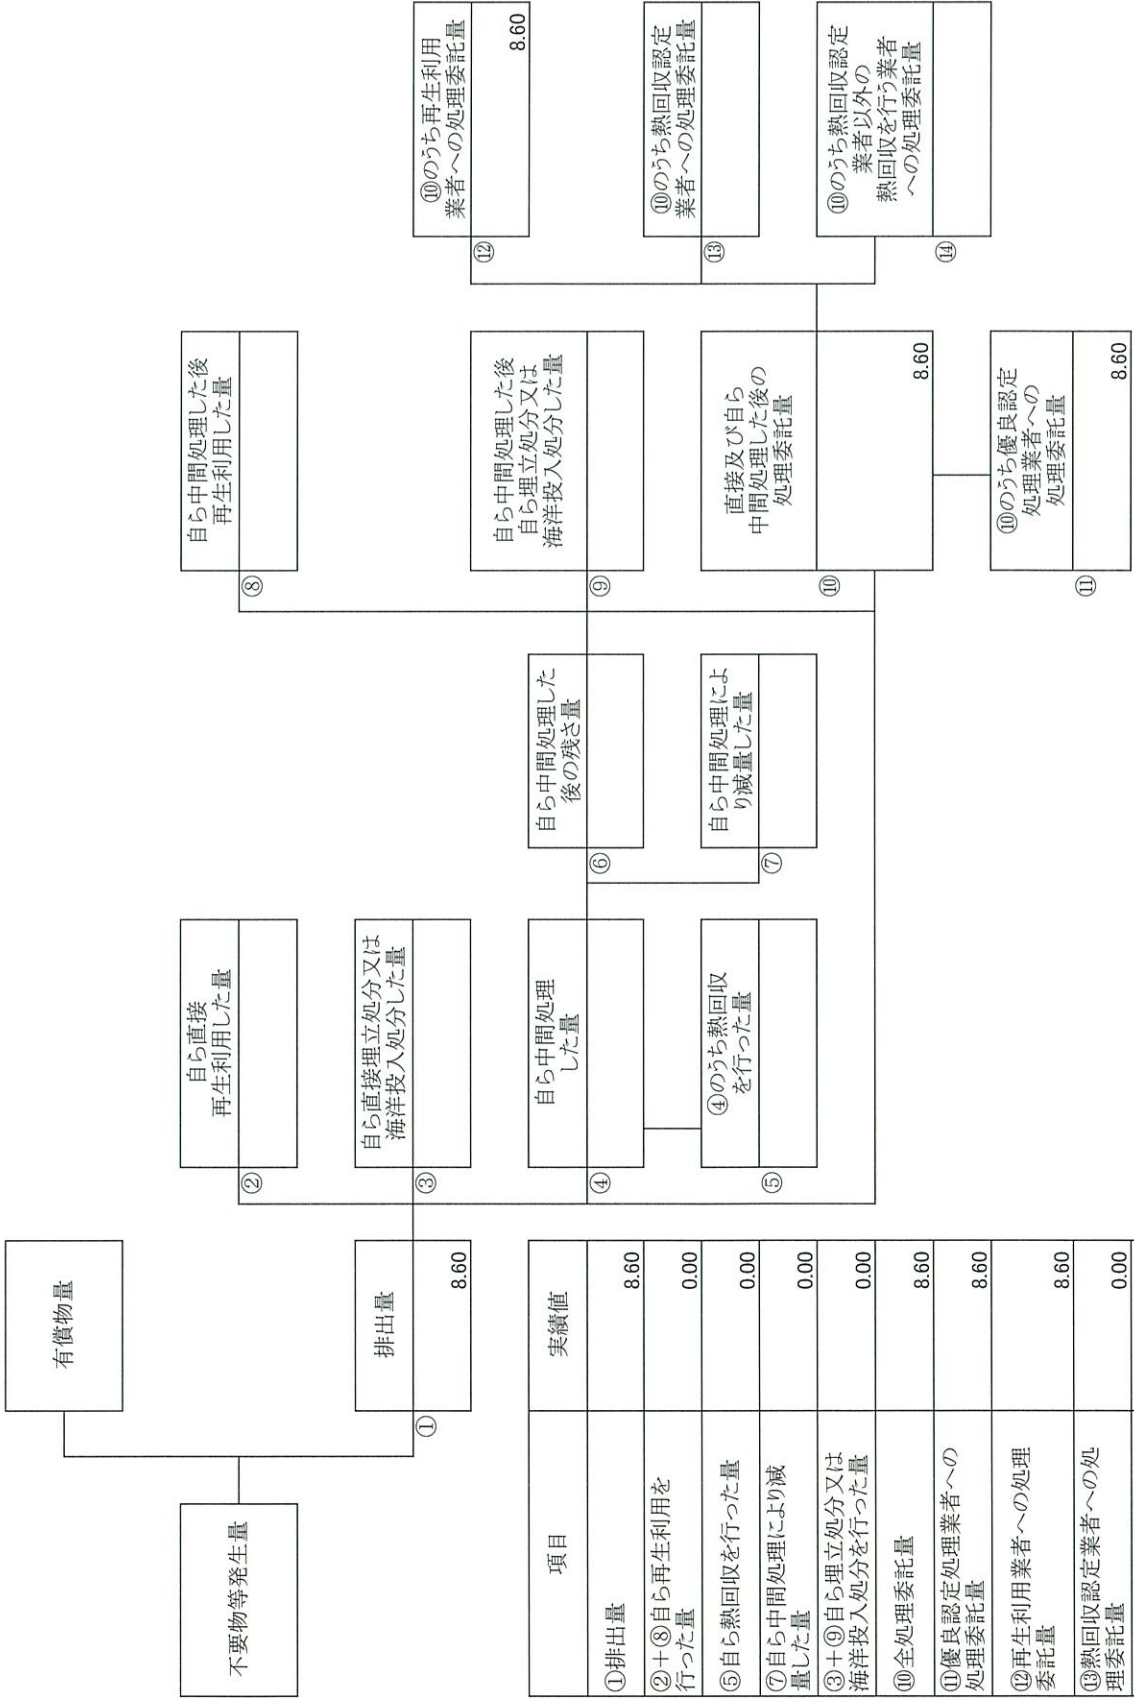 不要物等発生量
有償物量
①
排出量
8.60
②
自ら直接
再生利用した量
③
自ら直接埋立処分又は
海洋投入処分した量
④
自ら中間処理
した量
⑤
④のうち熱回収
を行った量
⑥
自ら中間処理した
後の残さ量
⑦
自ら中間処理によ
り減量した量
⑧
自ら中間処理した後
再生利用した量
⑨
自ら中間処理した後
自ら埋立処分又は
海洋投入処分した量
⑩
直接及び自ら
中間処理した後の
処理委託量
8.60
⑪
⑩のうち優良認定
処理業者への
処理委託量
8.60
⑫
⑩のうち再生利用
業者への処理委託量
8.60
⑬
⑩のうち熱回収認定
業者への処理委託量
⑭
⑩のうち熱回収認定
業者以外の
熱回収を行う業者
への処理委託量
項目 実績値
①排出量 8.60
②+⑧自ら再生利用を
行った量 0.00
⑤自ら熱回収を行った量 0.00
⑦自ら中間処理により減
量した量 0.00
③+⑨自ら埋立処分又は
海洋投入処分を行った量 0.00
⑩全処理委託量 8.60
⑪優良認定処理業者への
処理委託量 8.60
⑫再生利用業者への処理
委託量 8.60
⑬熱回収認定業者への処
理委託量 0.00